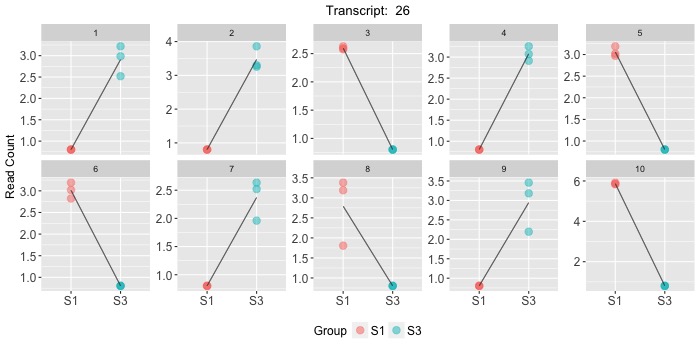 Transcript: 26
1 2 3 4 5
3.0 4 2.5 3.0 3.0
2.5 3 2.0 2.5 2.5
2.0 2 1.5 2.0 2.0
1.5 1.5 1.5
1.0 1 1.0 1.0 1.0
Read Count
6 7 8 9 10
3.0 2.5 3.5 3.5 6
2.5 2.0 3.0 3.0 4
2.0 1.5 2.5 2.5 2
1.5 1.0 2.0 2.0
1.0 1.5 1.5
1.0 1.0
S1 S3 S1 S3 S1 S3 S1 S3 S1 S3
Group S1 S3